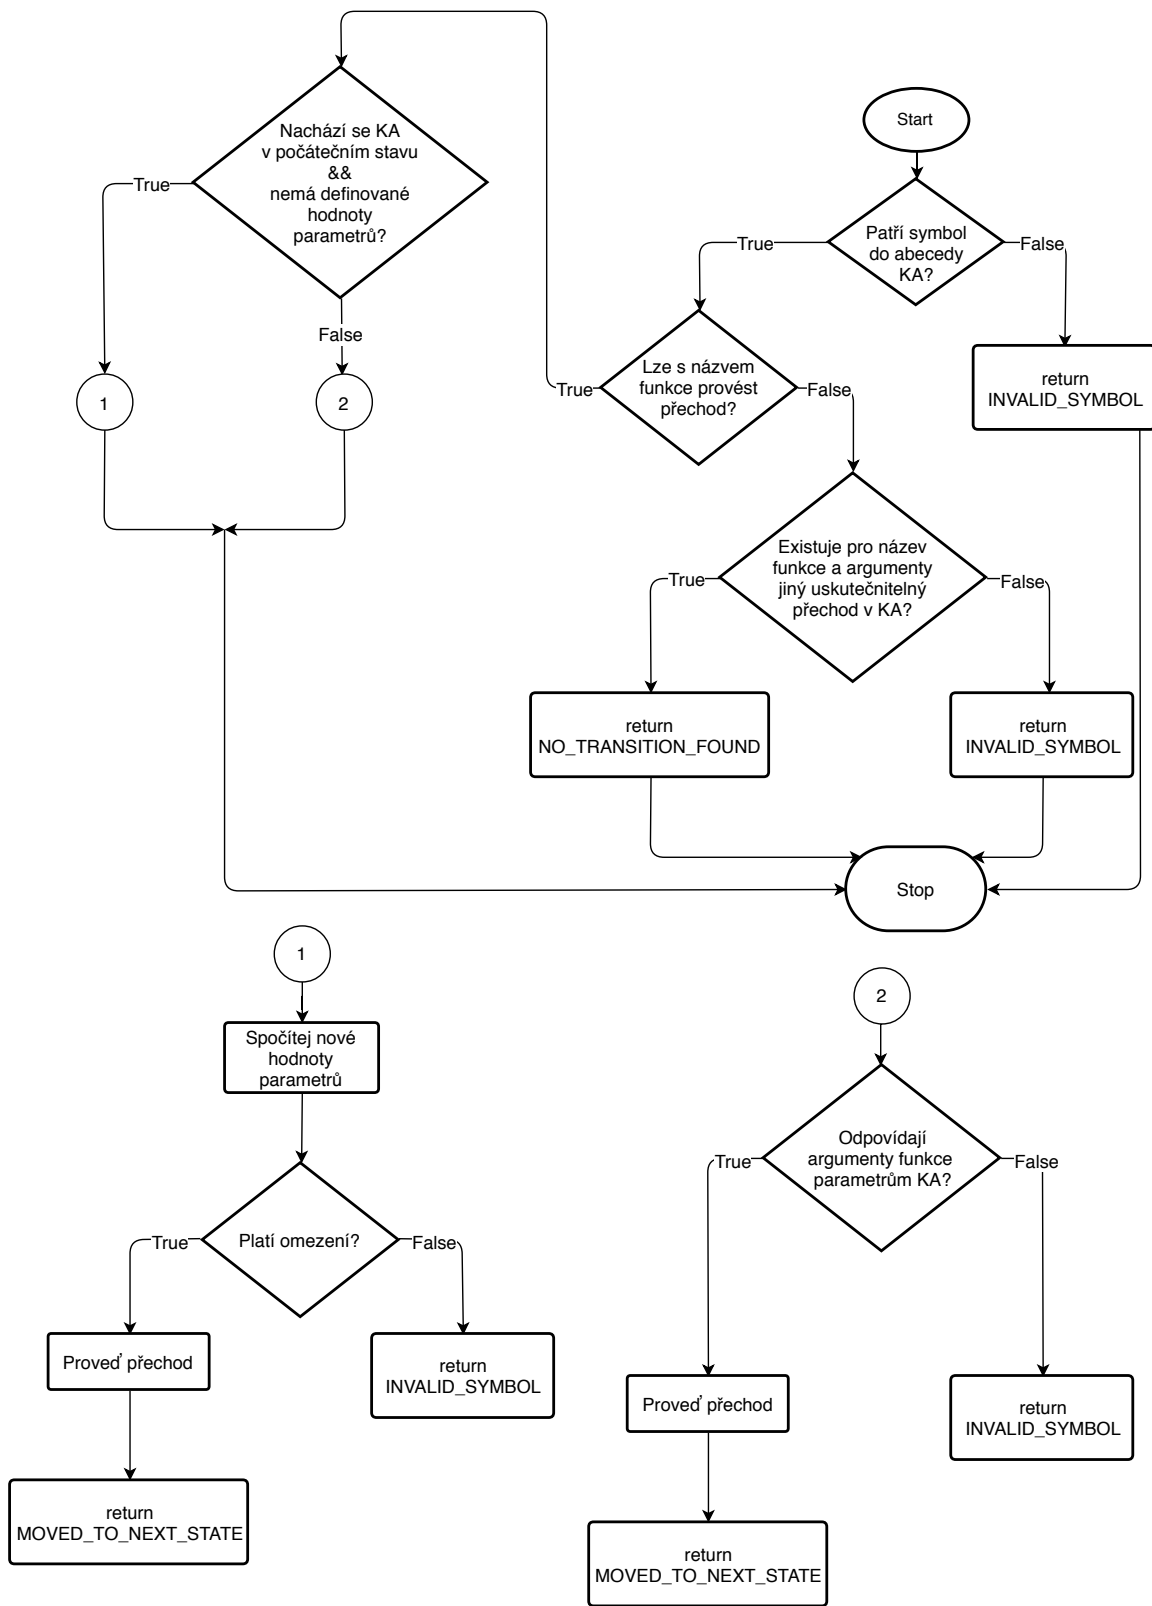 Start
Patří symbol
do abecedy
KA?
True
False
return
INVALID_SYMBOL
Lze s názvem
funkce provést
přechod?
True
False
Nachází se KA
v počátečním stavu
&&
nemá definované
hodnoty
parametrů?
True
False
1
2
Existuje pro název
funkce a argumenty
jiný uskutečnitelný
přechod v KA?
True
False
return
NO_TRANSITION_FOUND
return
INVALID_SYMBOL
Stop
1
Spočítej nové
hodnoty
parametrů
Platí omezení?
True
False
Proveď přechod
return
INVALID_SYMBOL
return
MOVED_TO_NEXT_STATE
2
Odpovídají
argumenty funkce
parametrům KA?
True
False
Proveď přechod
return
INVALID_SYMBOL
return
MOVED_TO_NEXT_STATE